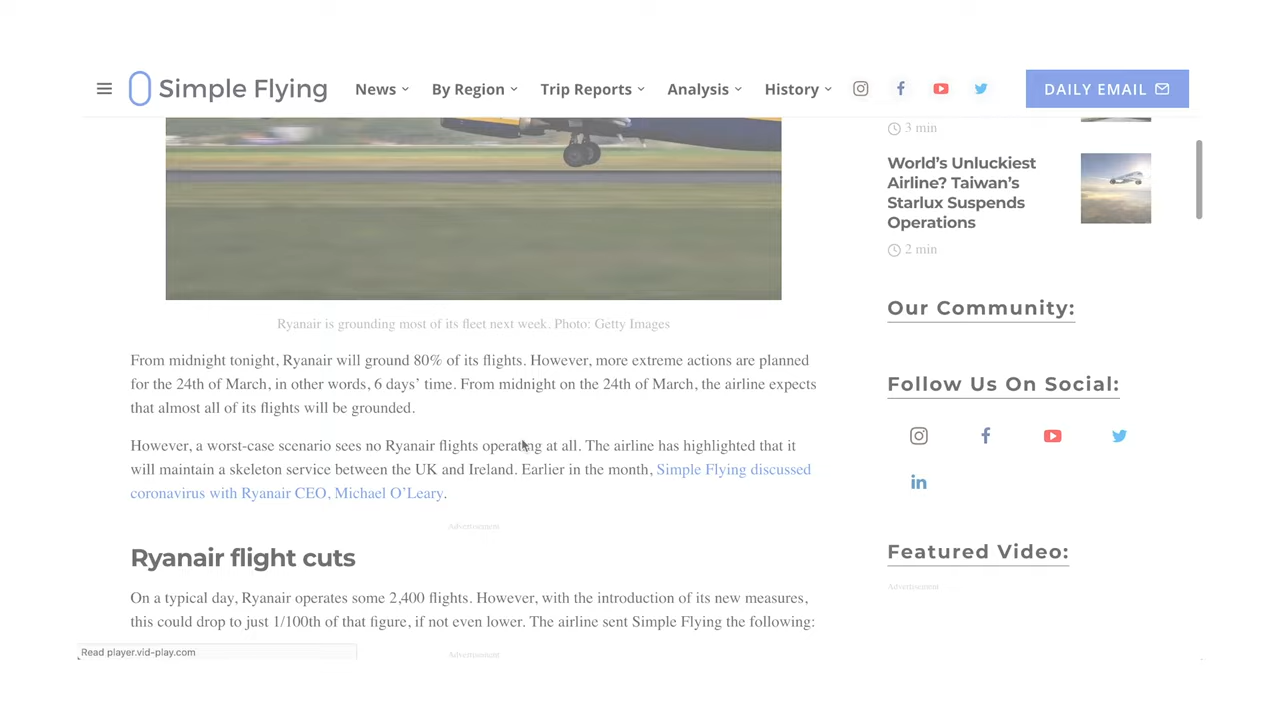 Simple Flying
News
By Region
Trip Reports
Analysis
History
DAILY EMAIL
3 min
World's Unluckiest
Airline? Taiwan's
Starlux Suspends
Operations
2 min
Ryanair is grounding most of its fleet next week. Photo: Getty Images
From midnight tonight, Ryanair will ground 80% of its flights. However, more extreme actions are planned
for the 24th of March, in other words, 6 days' time. From midnight on the 24th of March, the airline expects
that almost all of its flights will be grounded.
However, a worst-case scenario sees no Ryanair flights operating at all. The airline has highlighted that it
will maintain a skeleton service between the UK and Ireland. Earlier in the month, Simple Flying discussed
coronavirus with Ryanair CEO, Michael O'Leary.
Advertisement
Ryanair flight cuts
On a typical day, Ryanair operates some 2,400 flights. However, with the introduction of its new measures,
this could drop to just 1/100th of that figure, if not even lower. The airline sent Simple Flying the following:
Advertisement
Our Community:
Follow Us On Social:
Featured Video:
Advertisement
Read player.vid-play.com